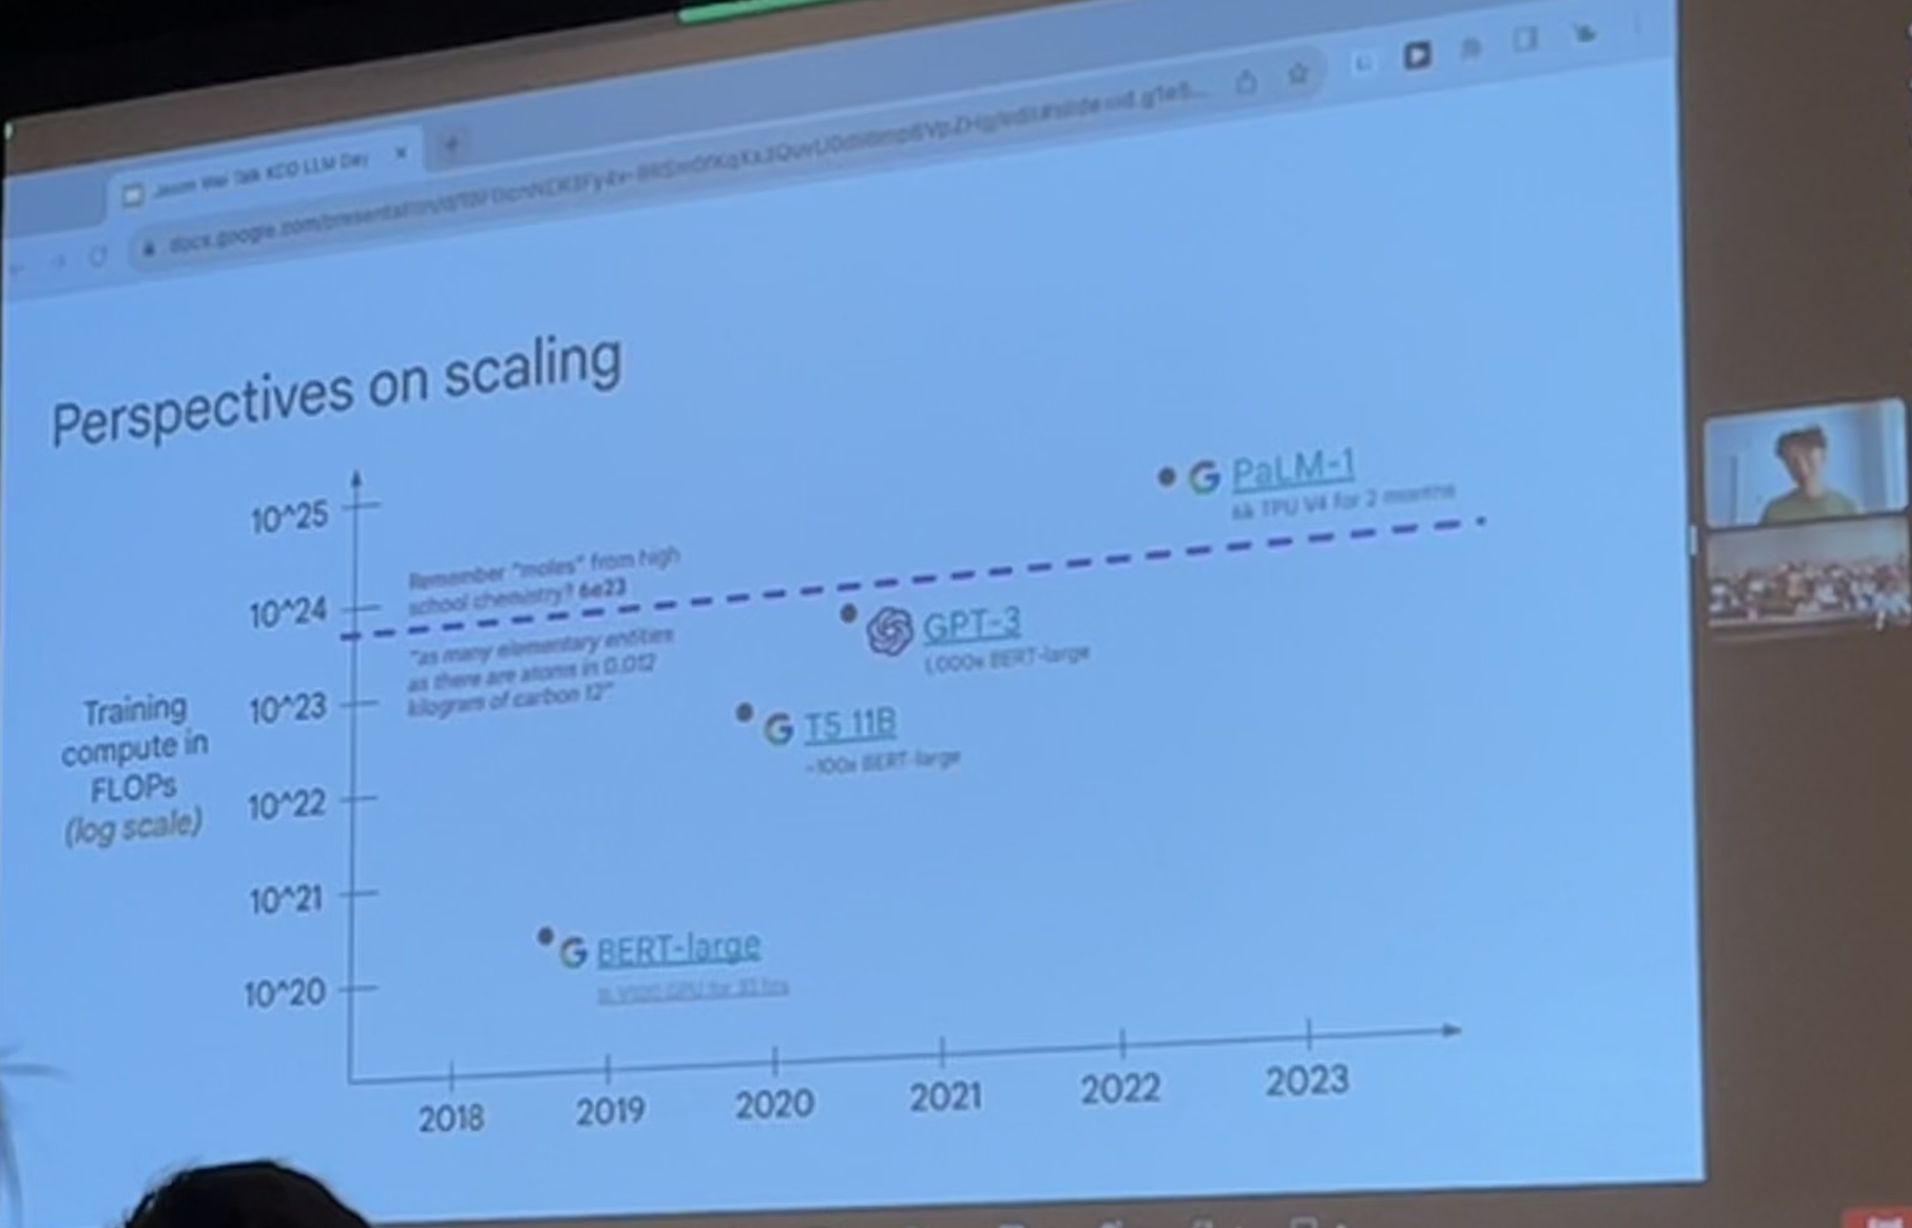 Jason Wei Talk KDD LLM Day
docs.google.com/presentation/d/
Perspectives on scaling
Training
compute in
FLOPs
(log scale)
10^25
10^24
10^23
10^22
10^21
10^20
Remember "moles" from high
school chemistry? 6e23
"as many elementary entities
as there are atoms in 0.012
kilogram of carbon 12"
PaLM-1
6k TPU V4 for 2 months
GPT-3
1,000x BERT-large
T5 11B
~100x BERT-large
BERT-large
V100 GPU for
2018
2019
2020
2021
2022
2023